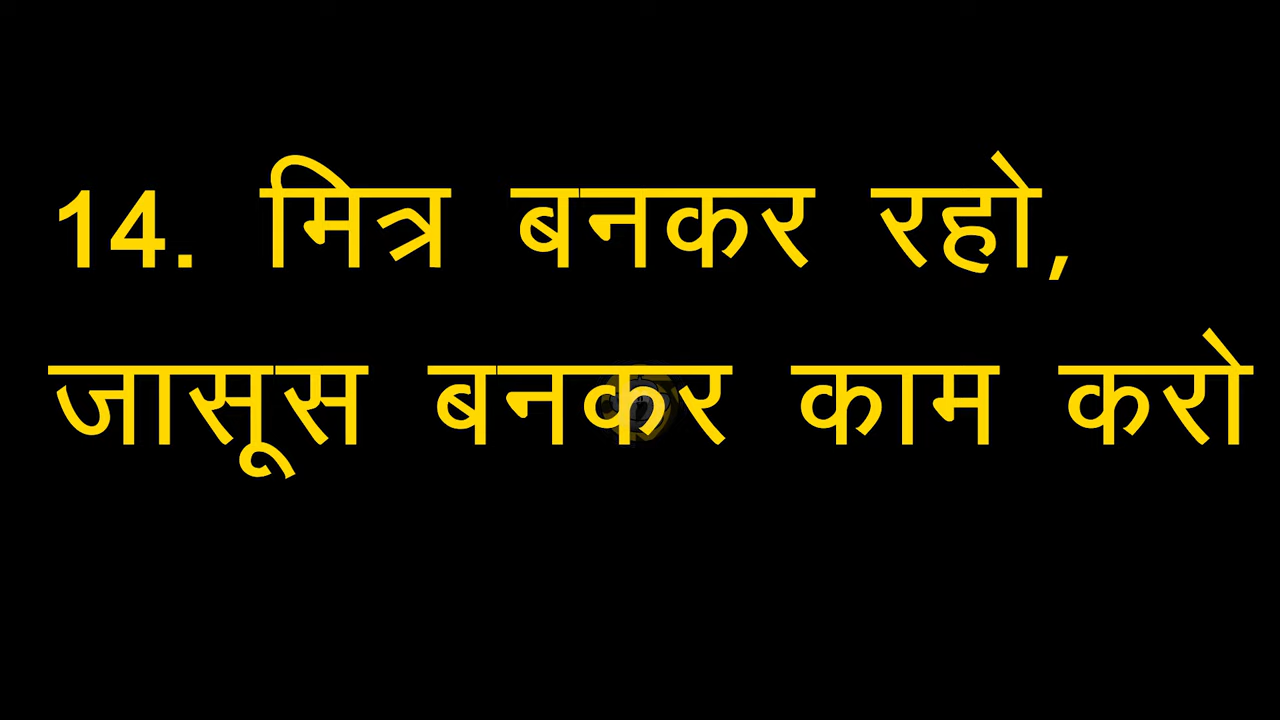 14. मित्र बनकर रहो,
जासूस बनकर काम करो